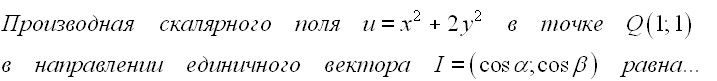 Производная скалярного поля u = x² + 2y² в точке Q(1;1)
в направлении единичного вектора I = (cos α; cos β) равна...